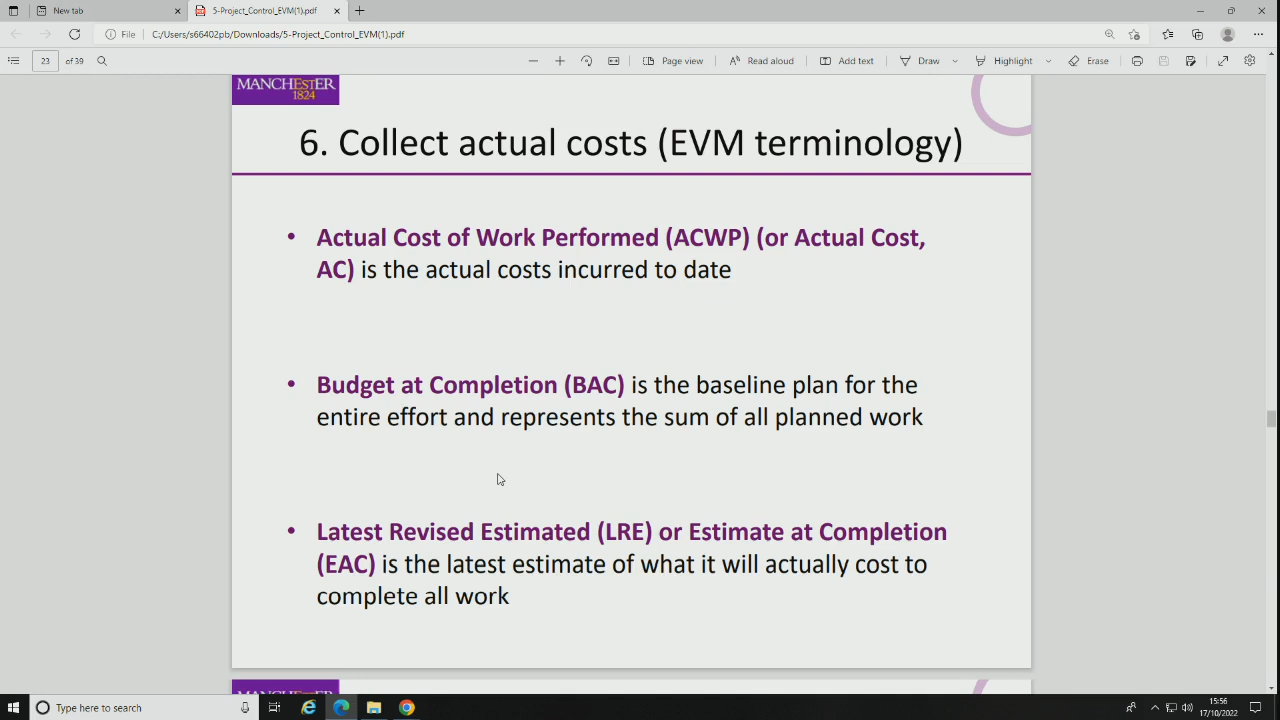 New tab
5-Project_Control_EVM(1).pdf
File C:/Users/s66402pb/Downloads/5-Project_Control_EVM(1).pdf
23 of 39
Page view
Read aloud
Add text
Draw
Highlight
Erase
MANCHESTER
1824
6. Collect actual costs (EVM terminology)
• Actual Cost of Work Performed (ACWP) (or Actual Cost,
AC) is the actual costs incurred to date
• Budget at Completion (BAC) is the baseline plan for the
entire effort and represents the sum of all planned work
• Latest Revised Estimated (LRE) or Estimate at Completion
(EAC) is the latest estimate of what it will actually cost to
complete all work
MANCHESTER
Type here to search
15:56
17/10/2022